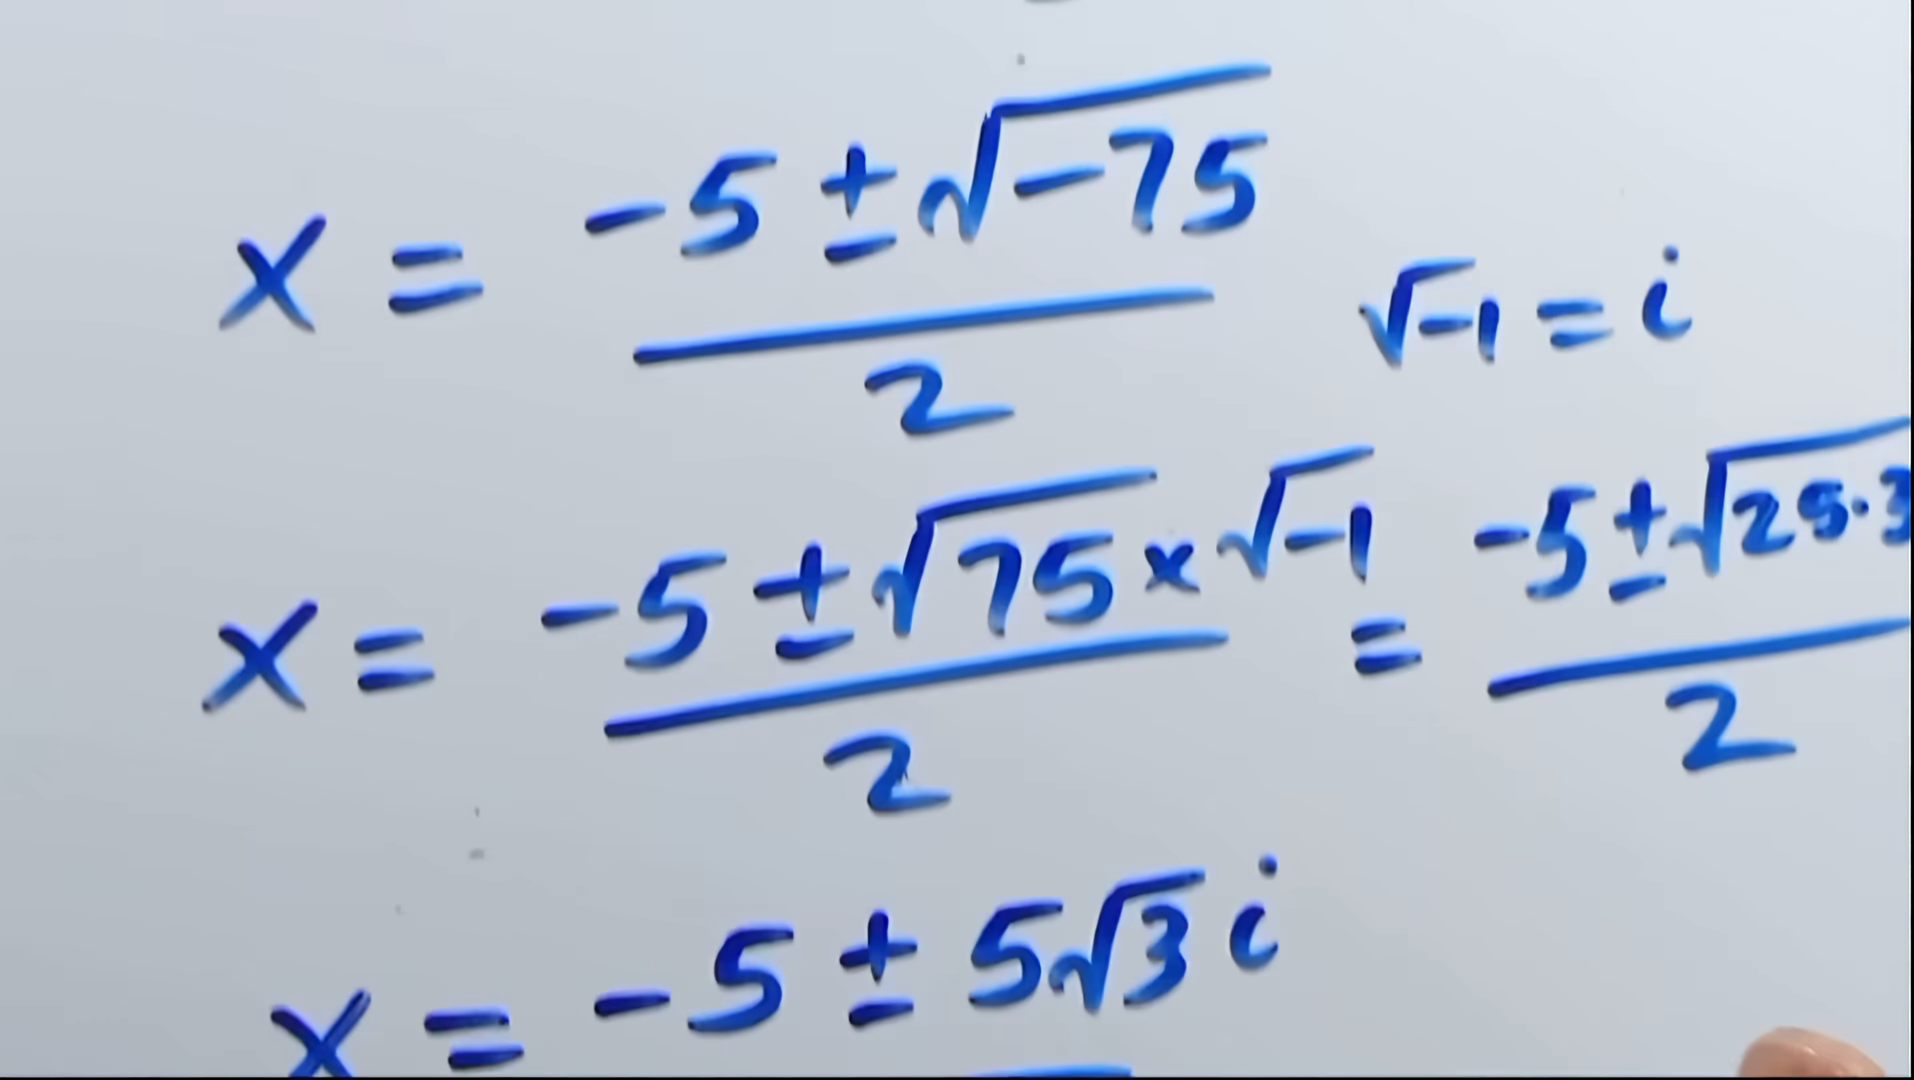 x = (-5 ± √-75) / 2
√-1 = i
x = (-5 ± √75 × √-1) / 2 = (-5 ± √25·3) / 2
x = -5 ± 5√3 i